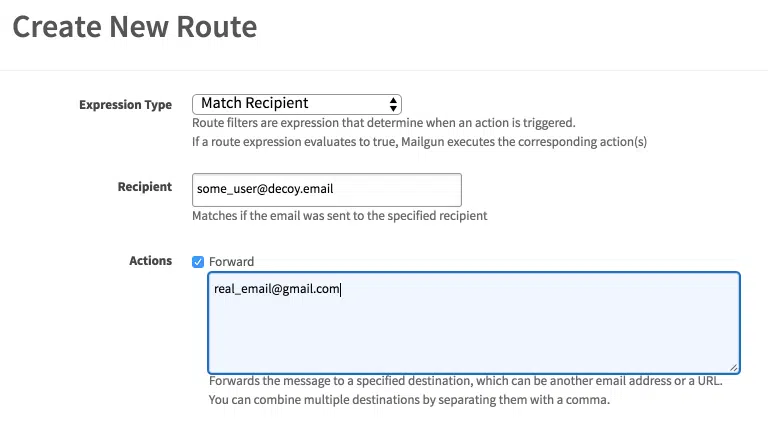 Create New Route
Expression Type Match Recipient
Route filters are expression that determine when an action is triggered.
If a route expression evaluates to true, Mailgun executes the corresponding action(s)
Recipient some_user@decoy.email
Matches if the email was sent to the specified recipient
Actions Forward
real_email@gmail.com
Forwards the message to a specified destination, which can be another email address or a URL.
You can combine multiple destinations by separating them with a comma.